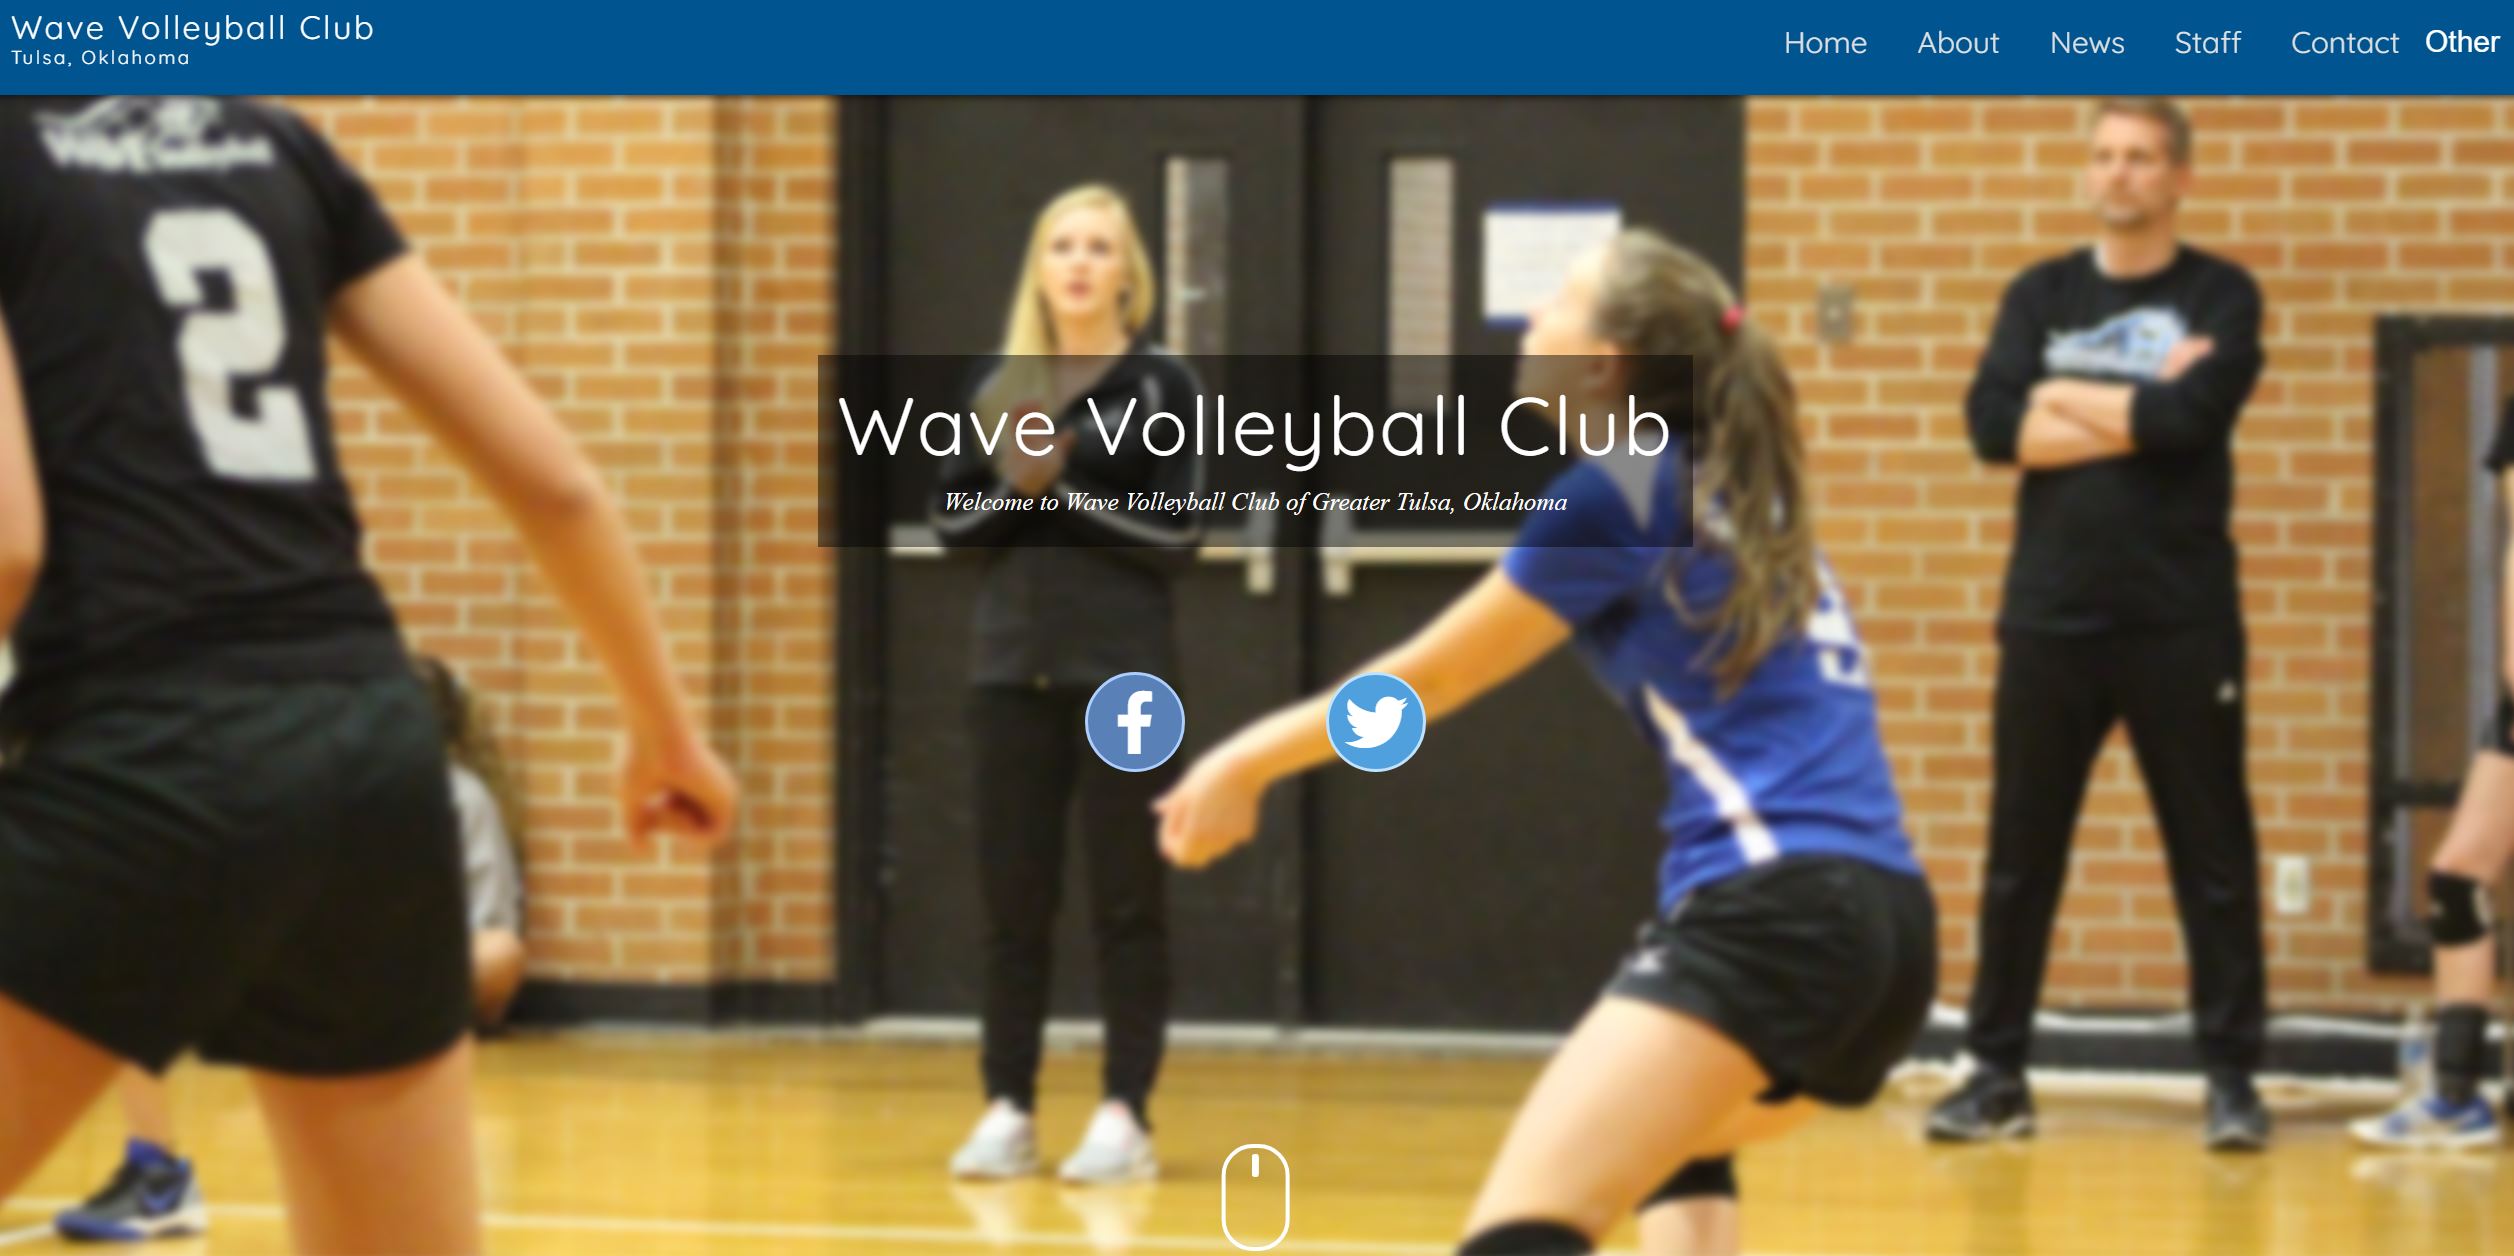 Wave Volleyball Club
Tulsa, Oklahoma
Home About News Staff Contact Other
2
Wave Volleyball Club
Welcome to Wave Volleyball Club of Greater Tulsa, Oklahoma